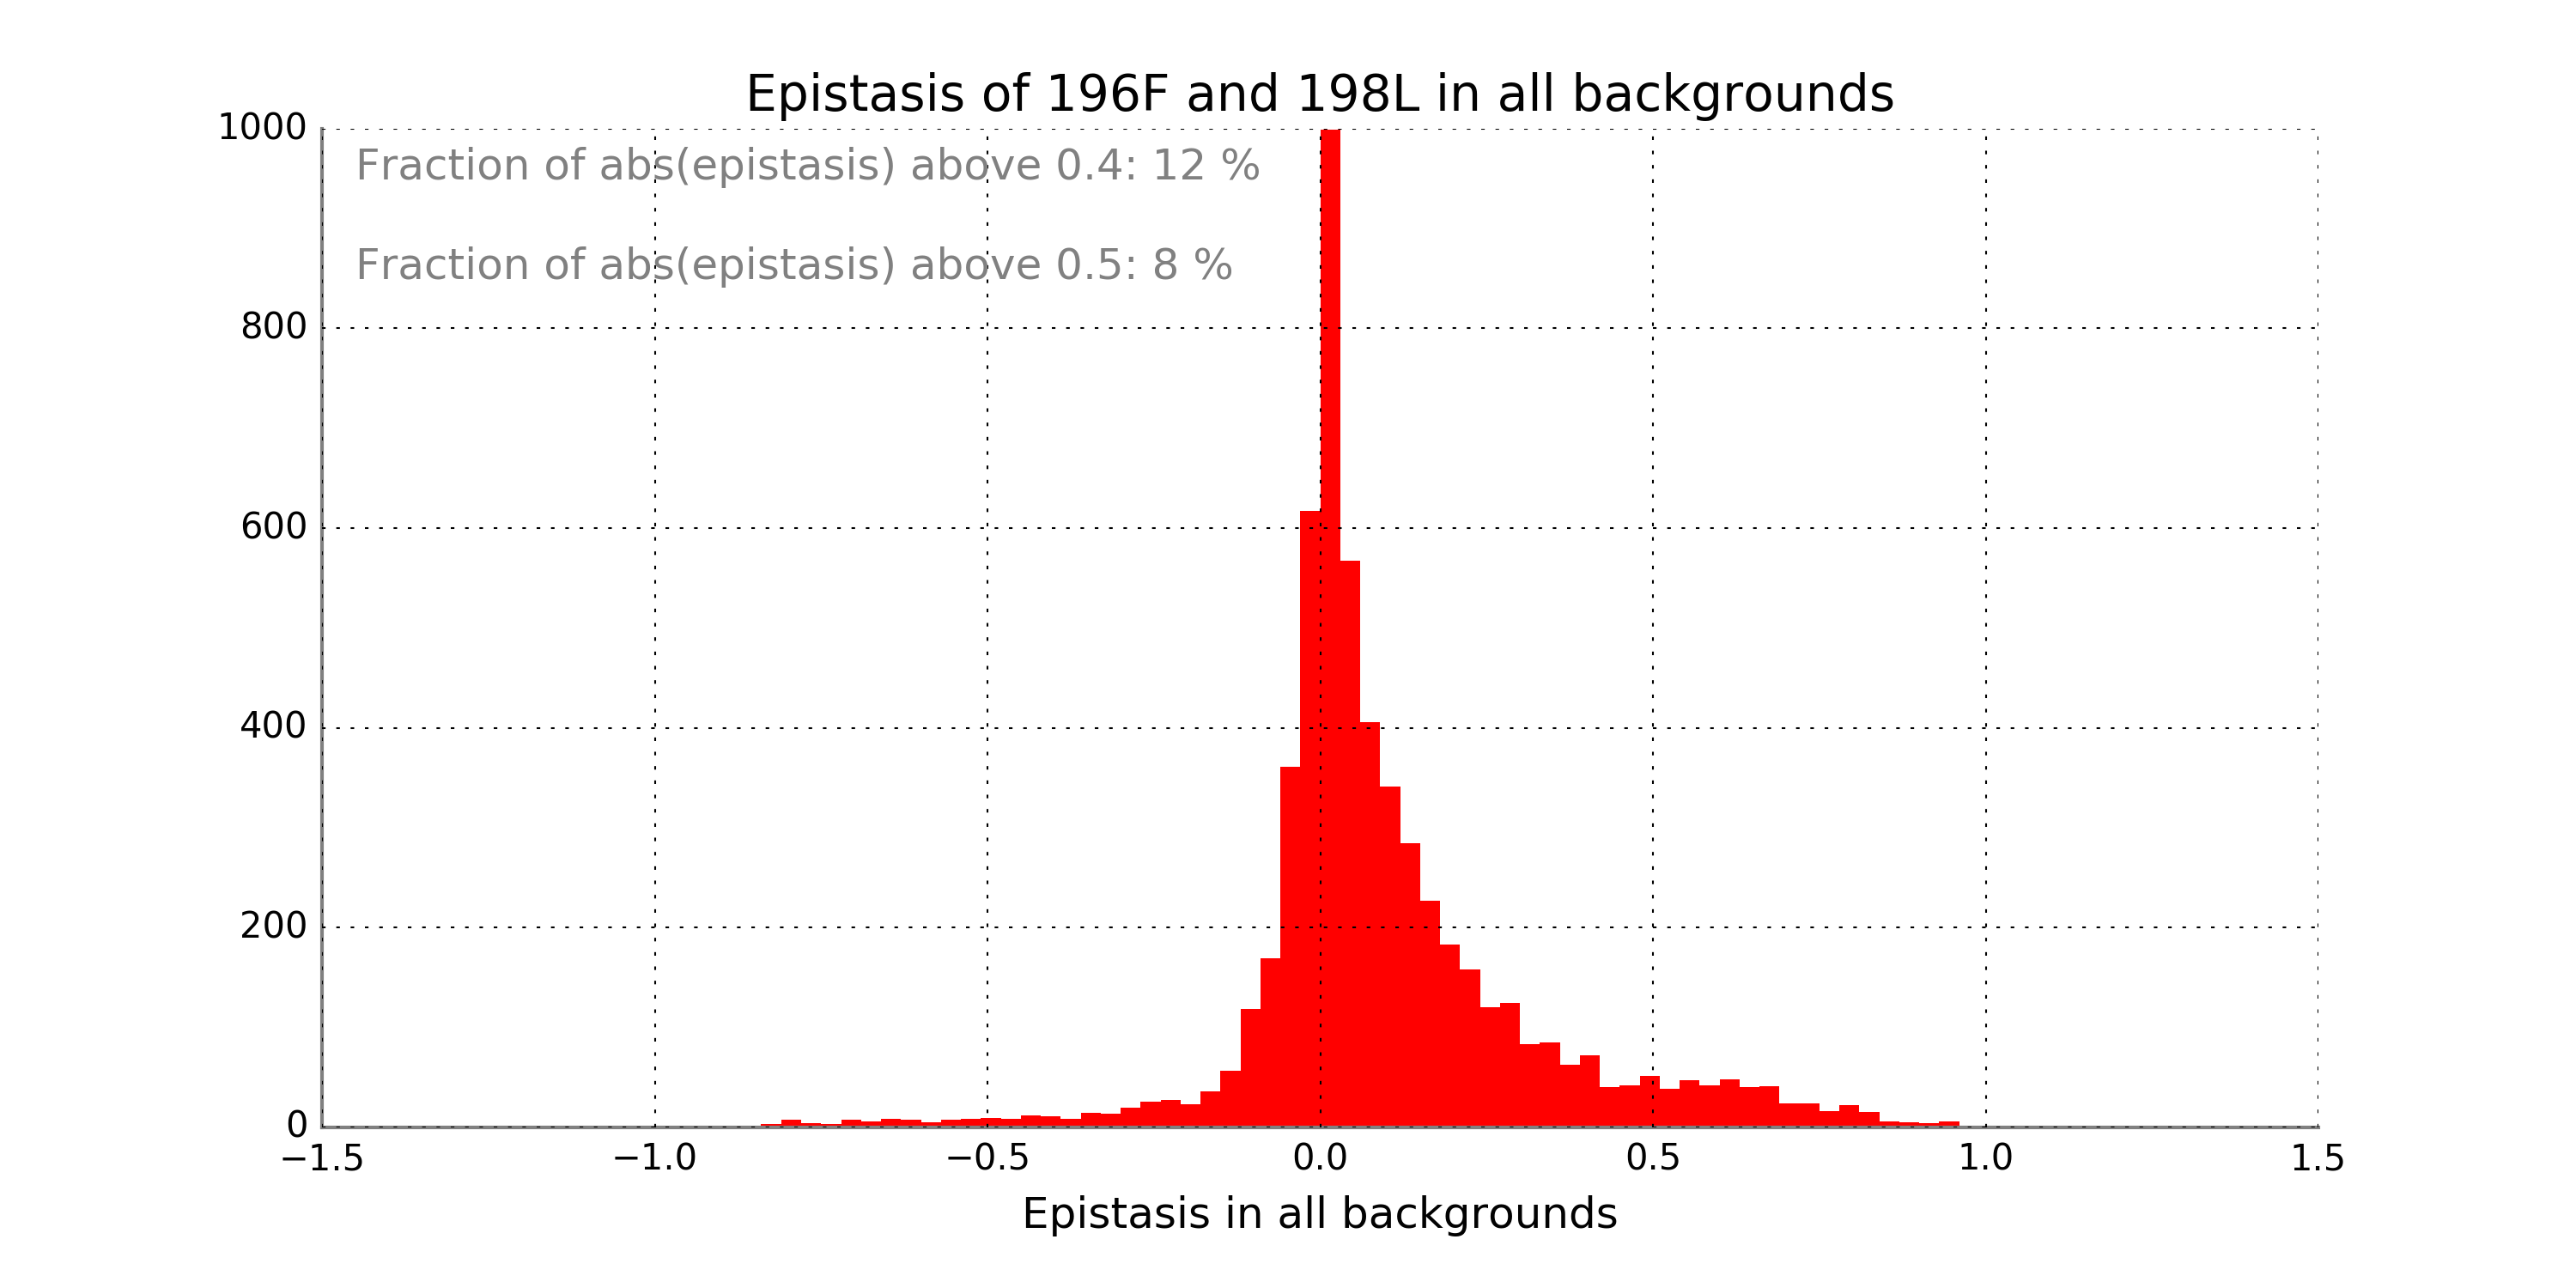 Epistasis of 196F and 198L in all backgrounds
1000
Fraction of abs(epistasis) above 0.4: 12 %
Fraction of abs(epistasis) above 0.5: 8 %
800
600
400
200
0
−1.5 −1.0 −0.5 0.0 0.5 1.0 1.5
Epistasis in all backgrounds